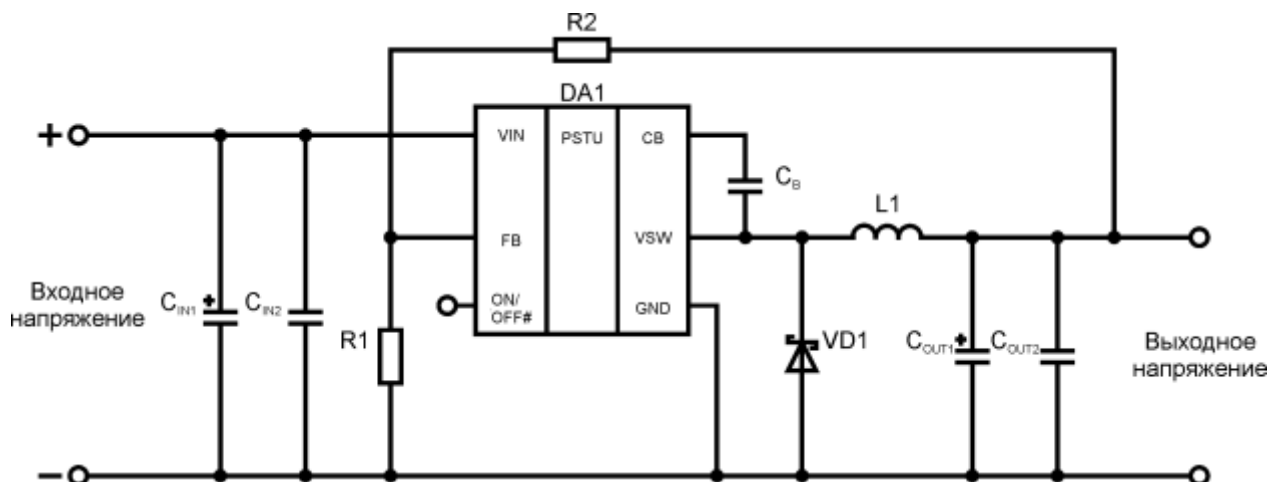 R2
DA1
+
VIN
PSTU
CB
C_B
L1
FB
VSW
Входное
напряжение
C_IN1
+
C_IN2
ON/
OFF#
GND
R1
VD1
C_OUT1
+
C_OUT2
Выходное
напряжение
−